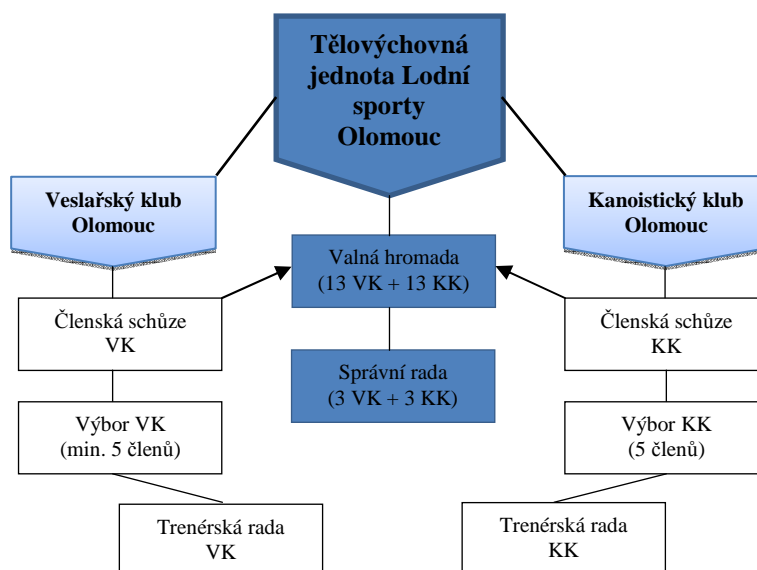 Tělovýchovná
jednota Lodní
sporty
Olomouc
Veslařský klub
Olomouc
Kanoistický klub
Olomouc
Valná hromada
(13 VK + 13 KK)
Členská schůze
VK
Členská schůze
KK
Správní rada
(3 VK + 3 KK)
Výbor VK
(min. 5 členů)
Výbor KK
(5 členů)
Trenérská rada
VK
Trenérská rada
KK